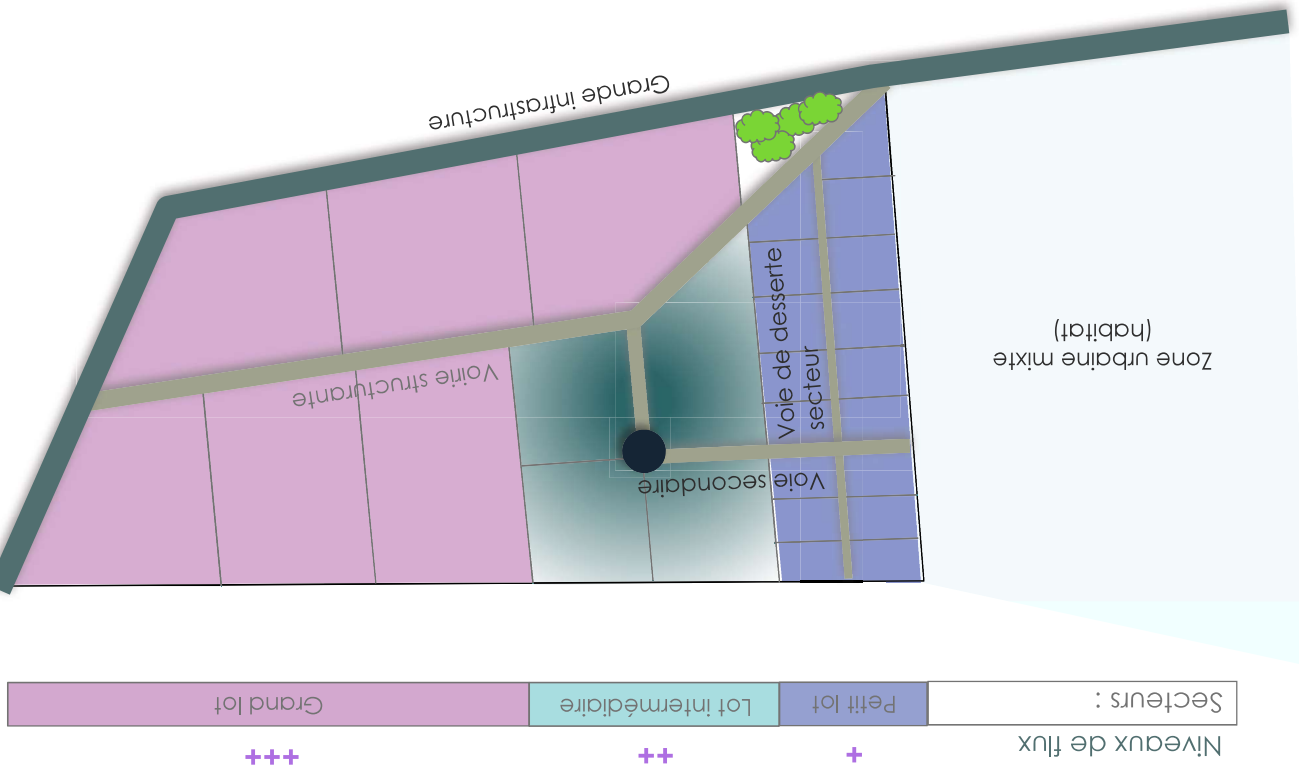 Niveaux de flux
+
++
+++
Secteurs :
Petit lot
Lot intermédiaire
Grand lot
Voie secondaire
Voie de desserte
secteur
Zone urbaine mixte
(habitat)
Voirie structurante
Grande infrastructure